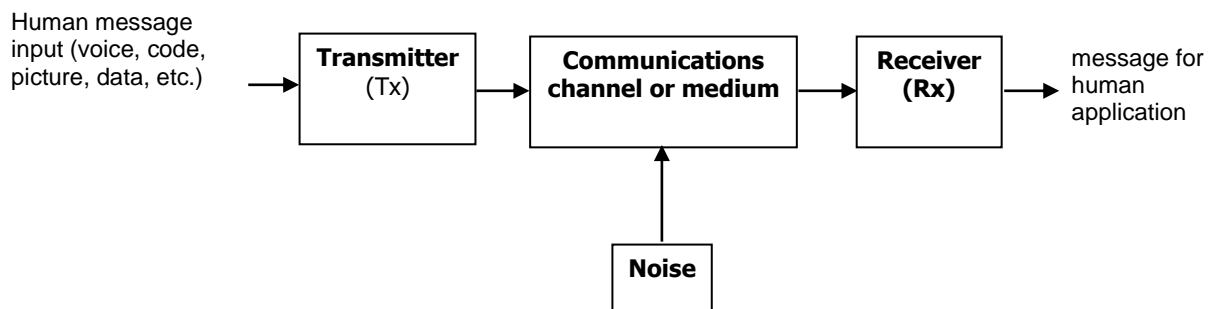 Human message
input (voice, code,
picture, data, etc.)
Transmitter
(Tx)
Communications
channel or medium
Receiver
(Rx)
message for
human
application
Noise